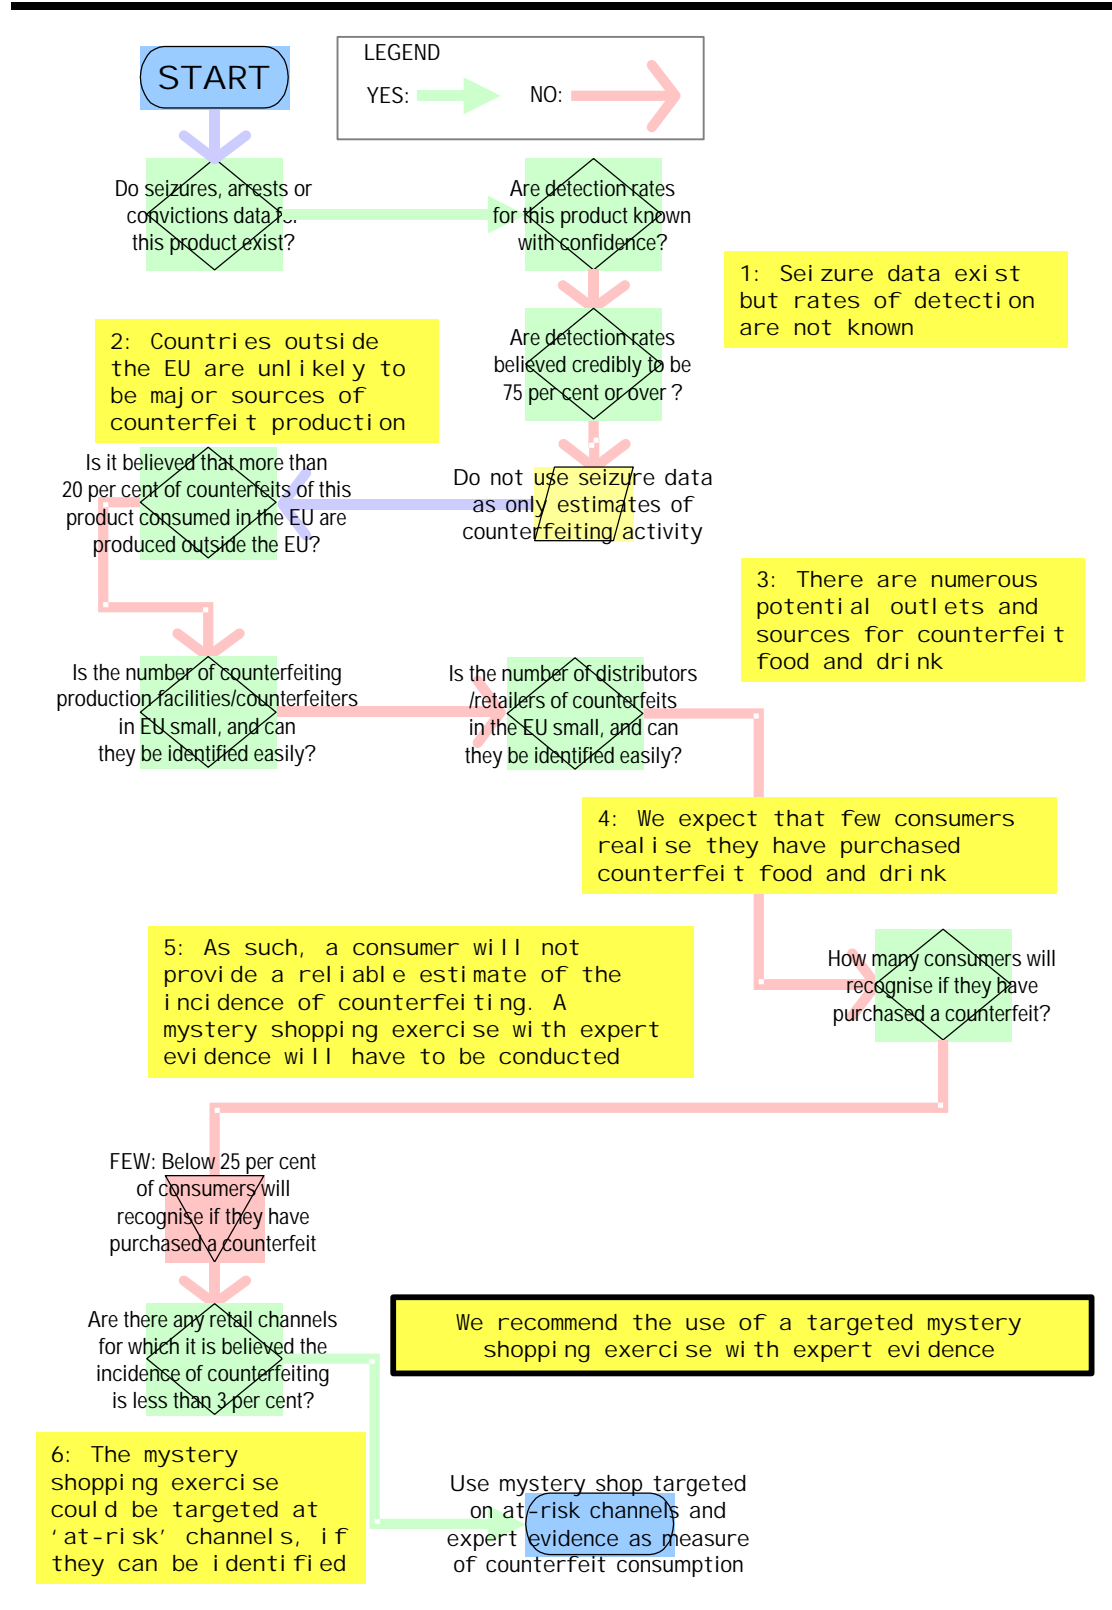 START
LEGEND
YES:
NO:
Do seizures, arrests or
convictions data for
this product exist?
Are detection rates
for this product known
with confidence?
1: Seizure data exist
but rates of detection
are not known
2: Countries outside
the EU are unlikely to
be major sources of
counterfeit production
Are detection rates
believed credibly to be
75 per cent or over ?
Is it believed that more than
20 per cent of counterfeits of this
product consumed in the EU are
produced outside the EU?
Do not use seizure data
as only estimates of
counterfeiting activity
3: There are numerous
potential outlets and
sources for counterfeit
food and drink
Is the number of counterfeiting
production facilities/counterfeiters
in EU small, and can
they be identified easily?
Is the number of distributors
/retailers of counterfeits
in the EU small, and can
they be identified easily?
4: We expect that few consumers
realise they have purchased
counterfeit food and drink
5: As such, a consumer will not
provide a reliable estimate of the
incidence of counterfeiting. A
mystery shopping exercise with expert
evidence will have to be conducted
How many consumers will
recognise if they have
purchased a counterfeit?
FEW: Below 25 per cent
of consumers will
recognise if they have
purchased a counterfeit
Are there any retail channels
for which it is believed the
incidence of counterfeiting
is less than 3 per cent?
We recommend the use of a targeted mystery
shopping exercise with expert evidence
6: The mystery
shopping exercise
could be targeted at
'at-risk' channels, if
they can be identified
Use mystery shop targeted
on at-risk channels and
expert evidence as measure
of counterfeit consumption